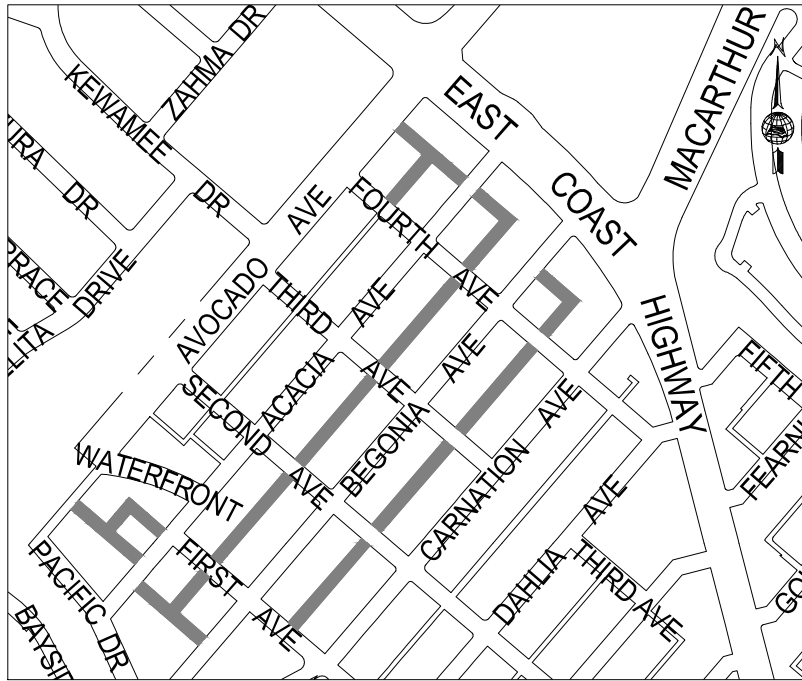 ZAHMA DR
MACARTHUR
KEWAMEE
DR
EAST
COAST
HIGHWAY
DR
AVE
FOURTH
AVE
DRIVE
AVOCADO
THIRD
AVE
AVE
FIFTH
ACACIA
AVE
SECOND
AVE
BEGONIA
AVE
CARNATION
AVE
WATERFRONT
FIRST
AVE
DAHLIA
AVE
THIRD AVE
PACIFIC DR